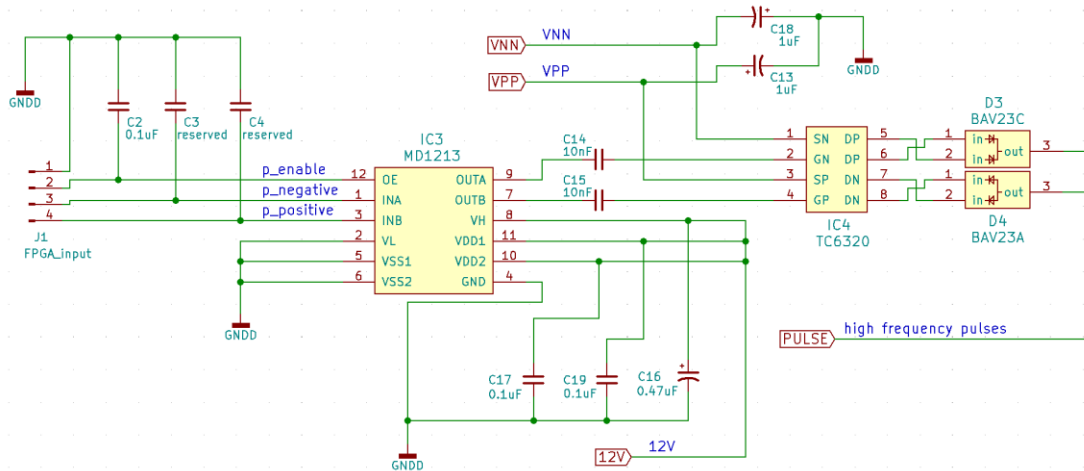 VNN
VNN
C18
1uF
VPP
VPP
C13
1uF
GNDD
GNDD
C2
0.1uF
C3
reserved
C4
reserved
D3
BAV23C
IC3
MD1213
C14
10nF
C15
10nF
1
2
3
4
SN
GN
SP
GP
DP
DP
DN
DN
5
6
7
8
IC4
TC6320
1
2
in
in
out
3
1
2
in
in
out
3
D4
BAV23A
1
2
3
4
J1
FPGA_input
p_enable
p_negative
p_positive
12
1
3
2
5
6
OE
INA
INB
VL
VSS1
VSS2
OUTA
OUTB
VH
VDD1
VDD2
GND
9
7
8
11
10
4
GNDD
PULSE
high frequency pulses
C17
0.1uF
C19
0.1uF
C16
0.47uF
12V
12V
GNDD